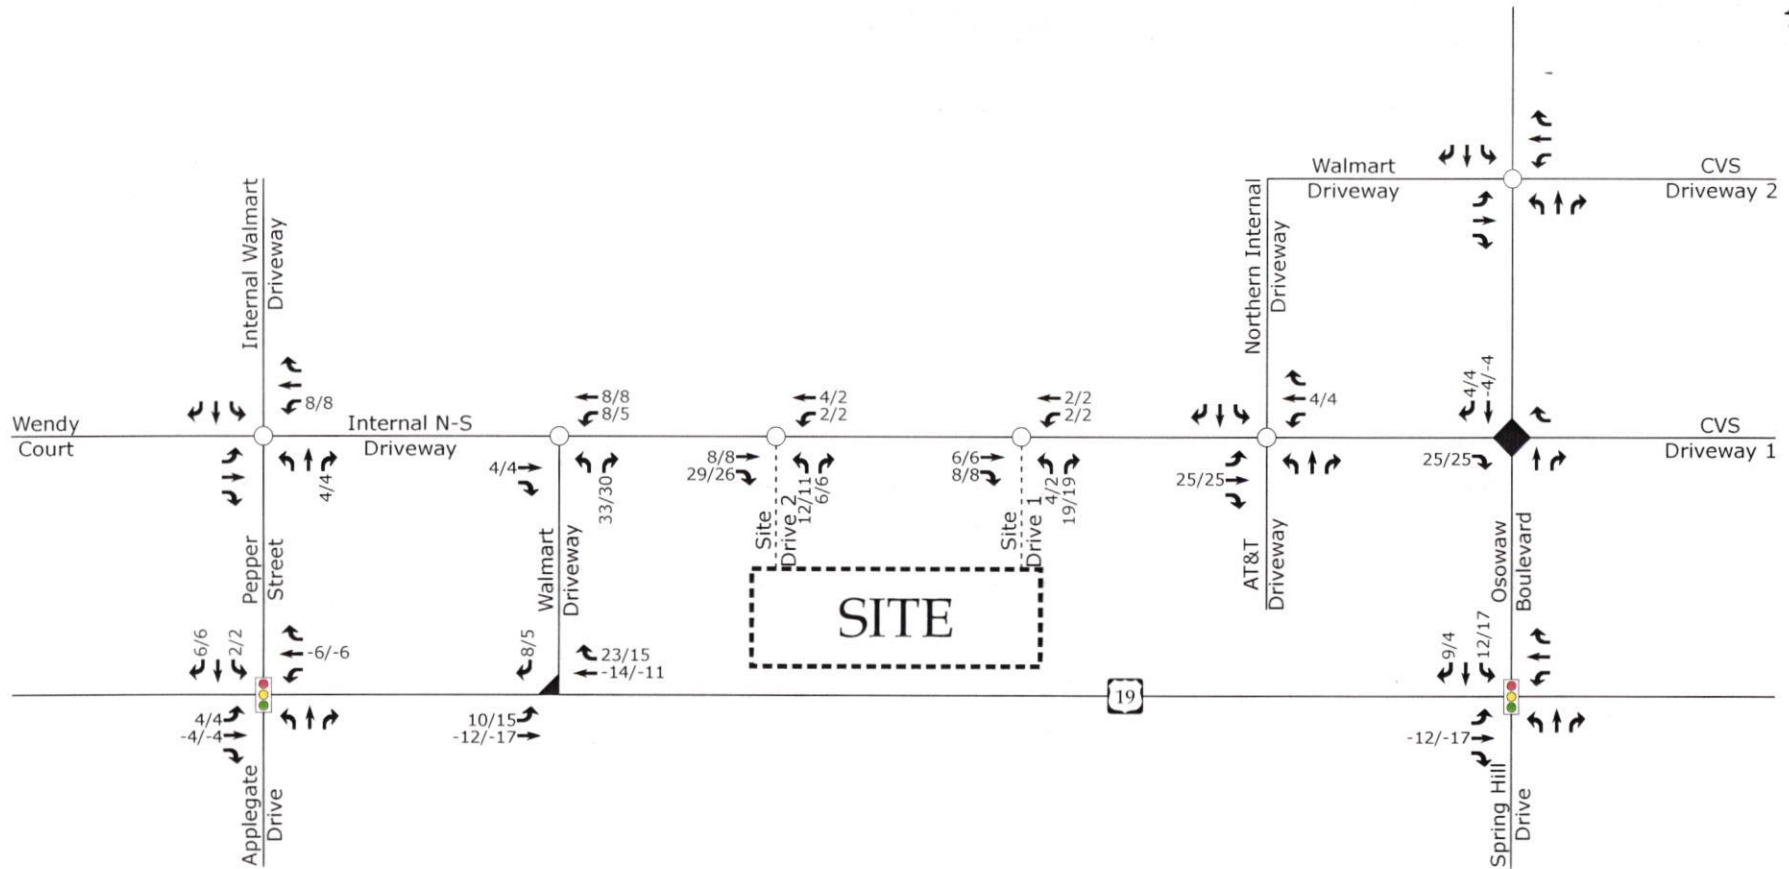 Walmart
Driveway
CVS
Driveway 2
Internal Walmart
Driveway
Northern Internal
Driveway
8/8
Wendy
Court
Internal N-S
Driveway
8/8
8/5
4/2
2/2
2/2
2/2
4/4
4/4
-4/-4
CVS
Driveway 1
4/4
4/4
33/30
8/8
29/26
12/11
6/6
6/6
8/8
4/2
19/19
25/25
25/25
Pepper
Street
Walmart
Driveway
Site
Drive 2
Site
Drive 1
AT&T
Driveway
Osowaw
Boulevard
SITE
6/6
2/2
-6/-6
8/5
23/15
-14/-11
9/4
12/17
19
4/4
-4/-4
10/15
-12/-17
-12/-17
Applegate
Drive
Spring Hill
Drive